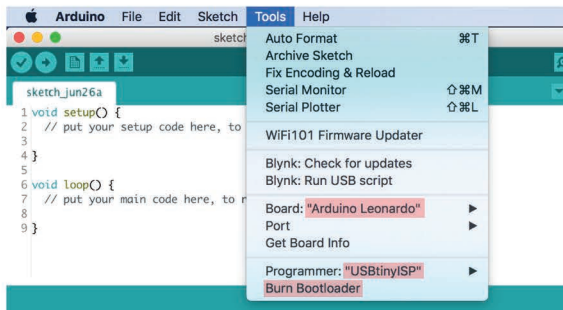 Arduino File Edit Sketch Tools Help
sketch
sketch_jun26a
1 void setup() {
2 // put your setup code here, to
3
4 }
5
6 void loop() {
7 // put your main code here, to r
8
9 }
Auto Format ⌘T
Archive Sketch
Fix Encoding & Reload
Serial Monitor ⇧⌘M
Serial Plotter ⇧⌘L
WiFi101 Firmware Updater
Blynk: Check for updates
Blynk: Run USB script
Board: "Arduino Leonardo"
Port
Get Board Info
Programmer: "USBtinyISP"
Burn Bootloader